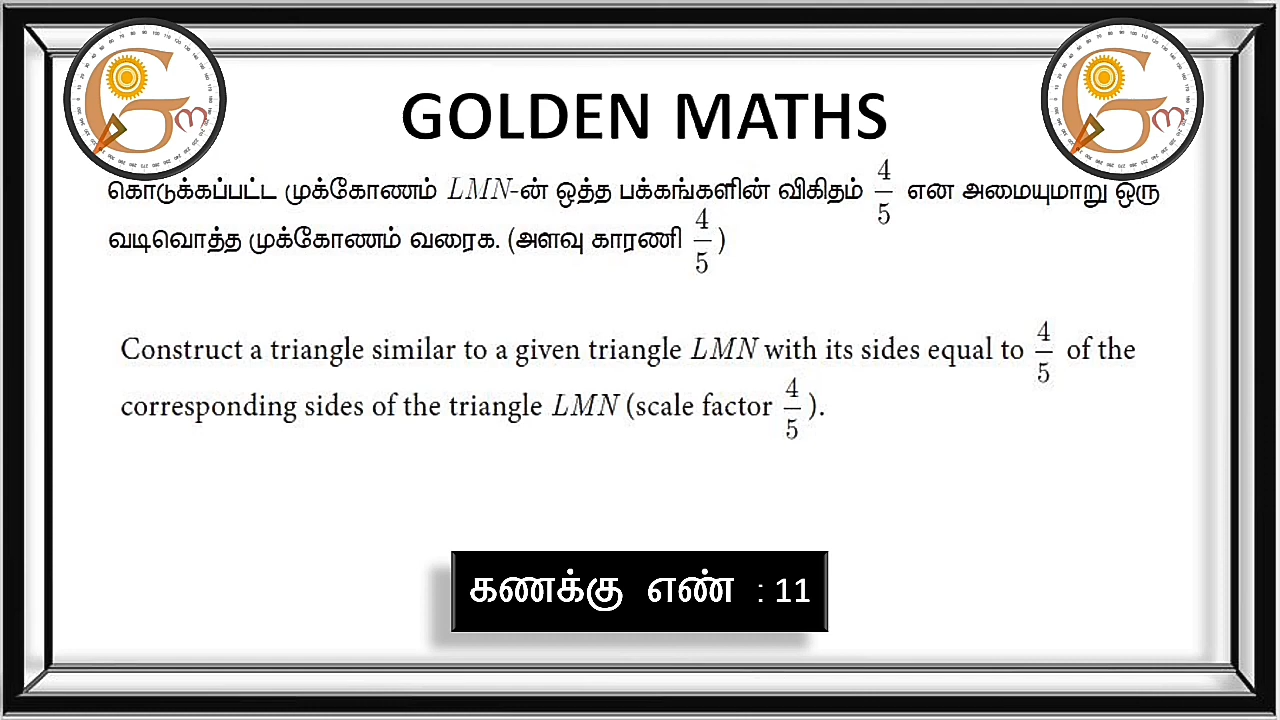 GOLDEN MATHS
கொடுக்கப்பட்ட முக்கோணம் LMN-ன் ஒத்த பக்கங்களின் விகிதம் 4/5 என அமையுமாறு ஒரு
வடிவொத்த முக்கோணம் வரைக. (அளவு காரணி 4/5)
Construct a triangle similar to a given triangle LMN with its sides equal to 4/5 of the
corresponding sides of the triangle LMN (scale factor 4/5).
கணக்கு எண் : 11